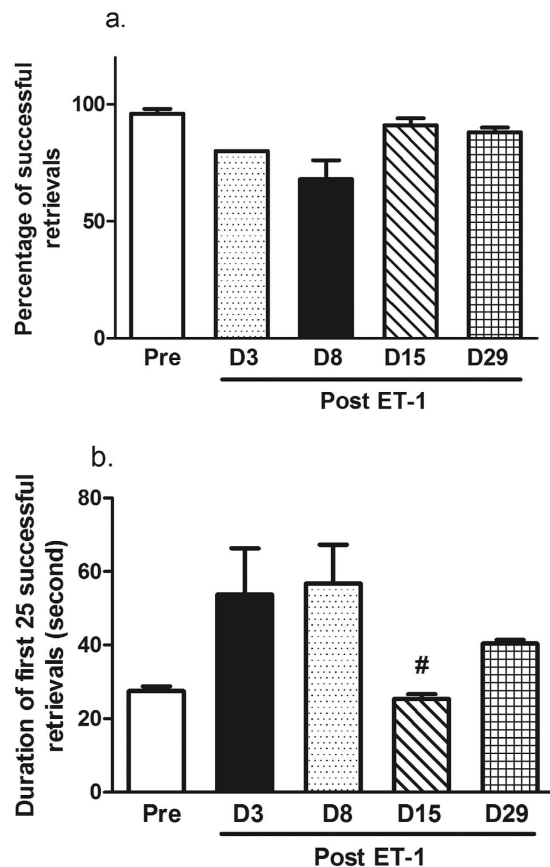 a.
Percentage of successful
retrievals
100
50
0
Pre D3 D8 D15 D29
Post ET-1
b.
Duration of first 25 successful
retrievals (second)
80
60
40
20
0
#
Pre D3 D8 D15 D29
Post ET-1